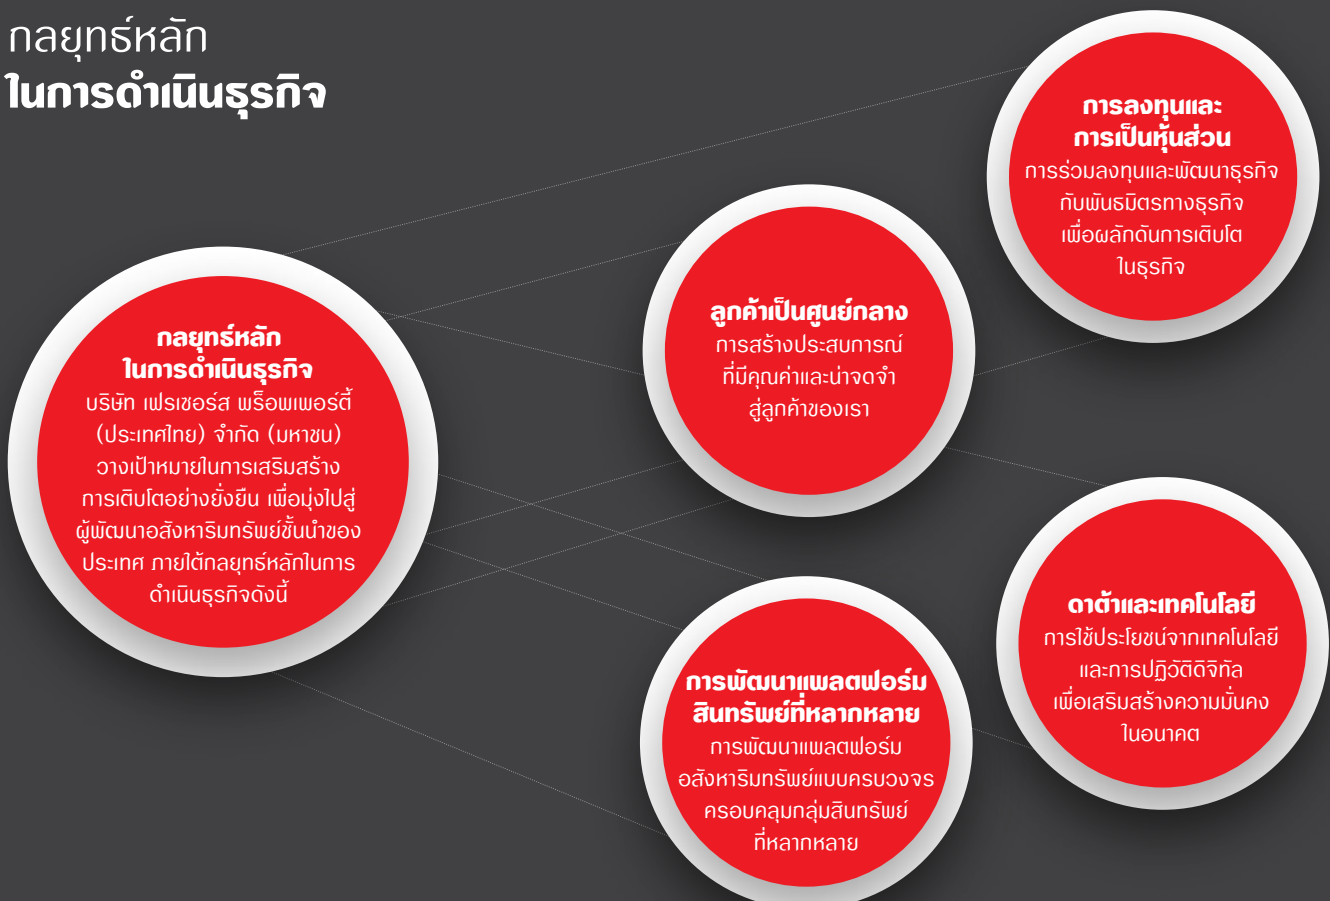 กลยุทธ์หลัก
ในการดำเนินธุรกิจ
กลยุทธ์หลัก
ในการดำเนินธุรกิจ
บริษัท เฟรเซอร์ส พร็อพเพอร์ตี้
(ประเทศไทย) จำกัด (มหาชน)
วางเป้าหมายในการเสริมสร้าง
การเติบโตอย่างยั่งยืน เพื่อมุ่งไปสู่
ผู้พัฒนาอสังหาริมทรัพย์ชั้นนำของ
ประเทศ ภายใต้กลยุทธ์หลักในการ
ดำเนินธุรกิจดังนี้
ลูกค้าเป็นศูนย์กลาง
การสร้างประสบการณ์
ที่มีคุณค่าและน่าจดจำ
สู่ลูกค้าของเรา
การลงทุนและ
การเป็นหุ้นส่วน
การร่วมลงทุนและพัฒนาธุรกิจ
กับพันธมิตรทางธุรกิจ
เพื่อผลักดันการเติบโต
ในธุรกิจ
การพัฒนาแพลตฟอร์ม
สินทรัพย์ที่หลากหลาย
การพัฒนาแพลตฟอร์ม
อสังหาริมทรัพย์แบบครบวงจร
ครอบคลุมกลุ่มสินทรัพย์
ที่หลากหลาย
ดาต้าและเทคโนโลยี
การใช้ประโยชน์จากเทคโนโลยี
และการปฏิวัติดิจิทัล
เพื่อเสริมสร้างความมั่นคง
ในอนาคต